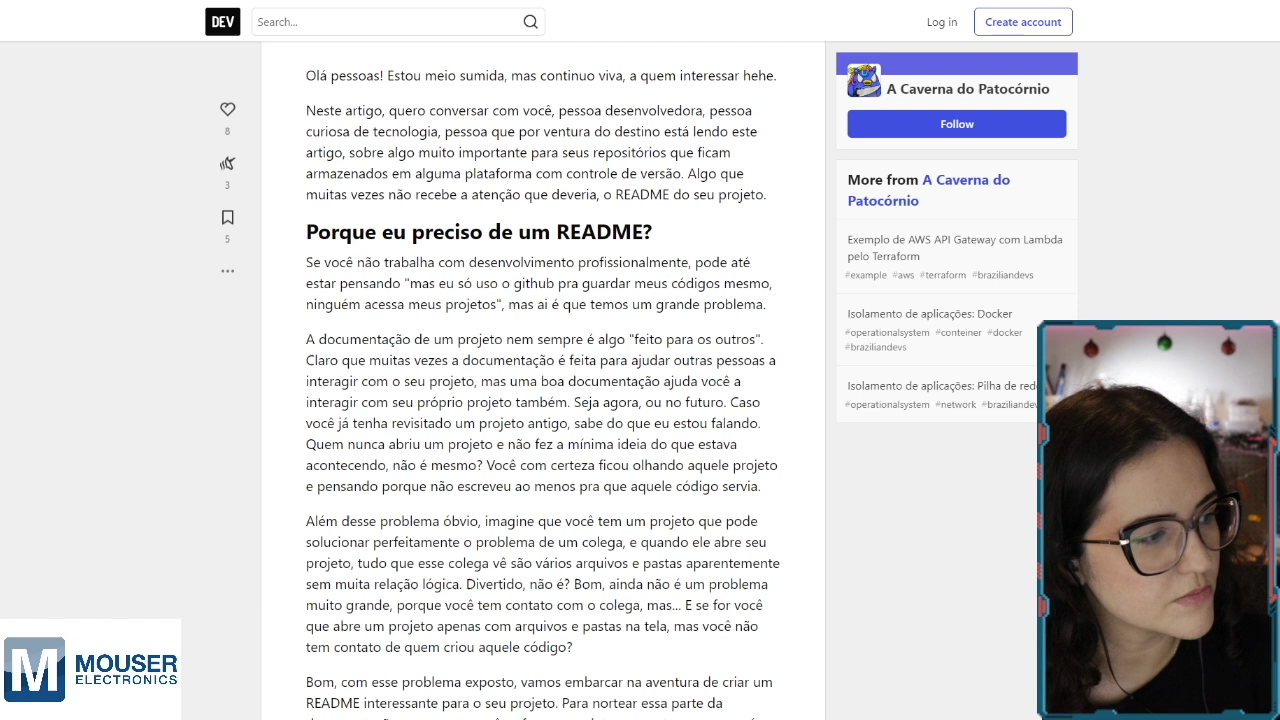 DEV
Search...
Log in
Create account
Olá pessoas! Estou meio sumida, mas continuo viva, a quem interessar hehe.
Neste artigo, quero conversar com você, pessoa desenvolvedora, pessoa
curiosa de tecnologia, pessoa que por ventura do destino está lendo este
artigo, sobre algo muito importante para seus repositórios que ficam
armazenados em alguma plataforma com controle de versão. Algo que
muitas vezes não recebe a atenção que deveria, o README do seu projeto.
Porque eu preciso de um README?
Se você não trabalha com desenvolvimento profissionalmente, pode até
estar pensando "mas eu só uso o github pra guardar meus códigos mesmo,
ninguém acessa meus projetos", mas ai é que temos um grande problema.
A documentação de um projeto nem sempre é algo "feito para os outros".
Claro que muitas vezes a documentação é feita para ajudar outras pessoas a
interagir com o seu projeto, mas uma boa documentação ajuda você a
interagir com seu próprio projeto também. Seja agora, ou no futuro. Caso
você já tenha revisitado um projeto antigo, sabe do que eu estou falando.
Quem nunca abriu um projeto e não fez a mínima ideia do que estava
acontecendo, não é mesmo? Você com certeza ficou olhando aquele projeto
e pensando porque não escreveu ao menos pra que aquele código servia.
Além desse problema óbvio, imagine que você tem um projeto que pode
solucionar perfeitamente o problema de um colega, e quando ele abre seu
projeto, tudo que esse colega vê são vários arquivos e pastas aparentemente
sem muita relação lógica. Divertido, não é? Bom, ainda não é um problema
muito grande, porque você tem contato com o colega, mas... E se for você
que abre um projeto apenas com arquivos e pastas na tela, mas você não
tem contato de quem criou aquele código?
Bom, com esse problema exposto, vamos embarcar na aventura de criar um
README interessante para o seu projeto. Para nortear essa parte da
8
3
5
A Caverna do Patocórnio
Follow
More from A Caverna do
Patocórnio
Exemplo de AWS API Gateway com Lambda
pelo Terraform
#example #aws #terraform #braziliandevs
Isolamento de aplicações: Docker
#operationalsystem #conteiner #docker
#braziliandevs
Isolamento de aplicações: Pilha de
#operationalsystem #network
M MOUSER
ELECTRONICS